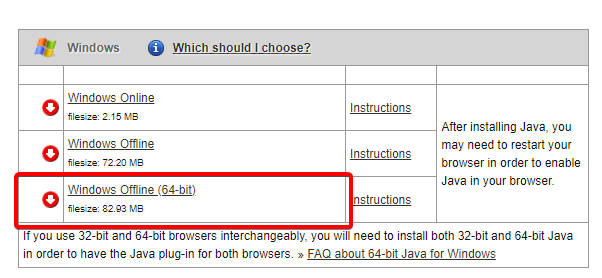 Windows Which should I choose?
Windows Online
filesize: 2.15 MB
Instructions
Windows Offline
filesize: 72.20 MB
Instructions
Windows Offline (64-bit)
filesize: 82.93 MB
Instructions
After installing Java, you
may need to restart your
browser in order to enable
Java in your browser.
If you use 32-bit and 64-bit browsers interchangeably, you will need to install both 32-bit and 64-bit Java
in order to have the Java plug-in for both browsers. » FAQ about 64-bit Java for Windows